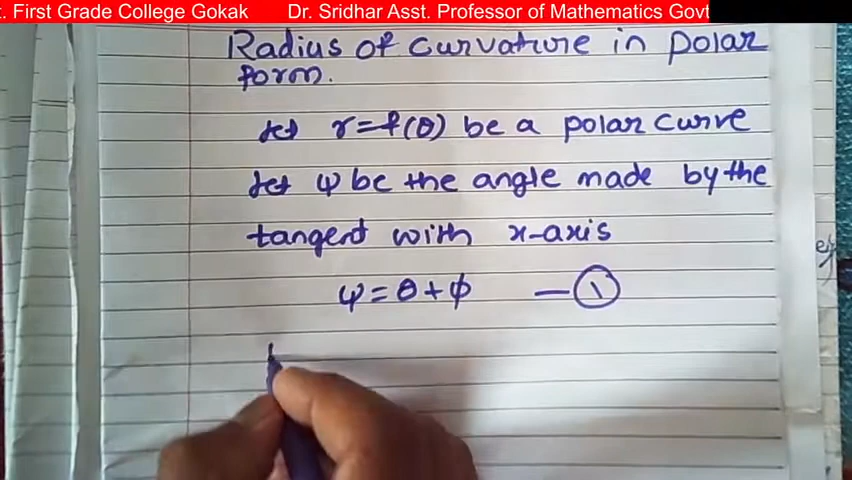 . First Grade College Gokak Dr. Sridhar Asst. Professor of Mathematics Govt
Radius of curvature in polar
form.
Let r=f(θ) be a polar curve
Let ψ be the angle made by the
tangent with x-axis
ψ=θ+ϕ —①